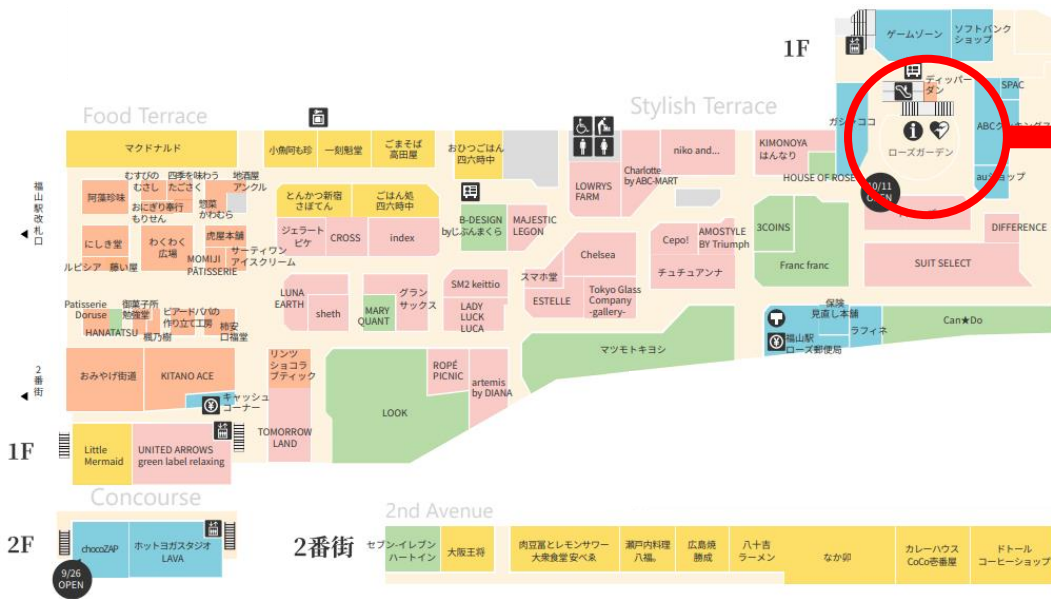 1F
ゲームゾーン
ソフトバンク
ショップ
ディッパー
ダン
SPAC
ガシャココ
ローズガーデン
auショップ
10/11
OPEN
Food Terrace
Stylish Terrace
マクドナルド
小魚阿も珍
一刻魁堂
ごまそば
高田屋
おひつごはん
四六時中
LOWRYS
FARM
Charlotte
by ABC-MART
niko and...
KIMONOYA
はんなり
HOUSE OF ROSE
福山駅改札口
阿藻珍味
むすびの
むさし
四季を味わう
たごさく
地酒屋
アンクル
おにぎり奉行
もりせん
惣菜
かわむら
とんかつ新宿
さぼてん
ごはん処
四六時中
B-DESIGN
byじぶんまくら
MAJESTIC
LEGON
にしき堂
わくわく
広場
虎屋本舗
MOMIJI
PÂTISSERIE
サーティワン
アイスクリーム
ルピシア
藤い屋
ジェラート
ピケ
CROSS
index
Chelsea
Cepo!
AMOSTYLE
BY Triumph
チュチュアンナ
3COINS
Franc franc
DIFFERENCE
SUIT SELECT
Patisserie
Doruse
御菓子所
勉強堂
HANATATSU
楓乃樹
ビアードパパの
作り立て工房
柿安
口福堂
LUNA
EARTH
sheth
MARY
QUANT
グラン
サックス
SM2 keittio
LADY
LUCK
LUCA
スマホ堂
ESTELLE
Tokyo Glass
Company
-gallery-
保険
見直し本舗
福山駅
ローズ郵便局
ラフィネ
Can★Do
2番街
おみやげ街道
KITANO ACE
キャッシュ
コーナー
リンツ
ショコラ
ブティック
TOMORROW
LAND
LOOK
ROPÉ
PICNIC
artemis
by DIANA
マツモトキヨシ
1F
Little
Mermaid
UNITED ARROWS
green label relaxing
Concourse
2F
chocoZAP
ホットヨガスタジオ
LAVA
9/26
OPEN
2nd Avenue
2番街
セブン-イレブン
ハートイン
大阪王将
肉豆冨とレモンサワー
大衆食堂 安べゑ
瀬戸内料理
八福。
広島焼
勝成
八十吉
ラーメン
なか卯
カレーハウス
CoCo壱番屋
ドトール
コーヒーショップ